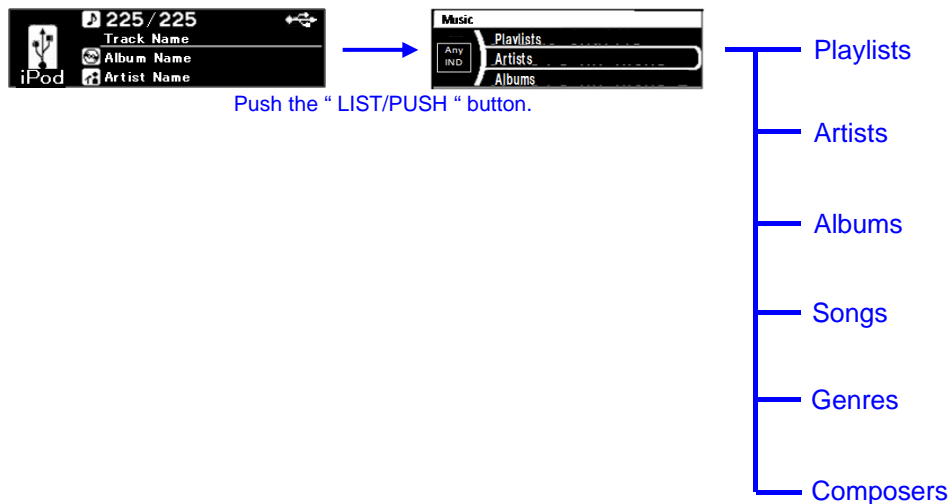 225/225
Track Name
Album Name
Artist Name
iPod
Music
Any
IND
Playlists
Artists
Albums
Push the “ LIST/PUSH “ button.
Playlists
Artists
Albums
Songs
Genres
Composers